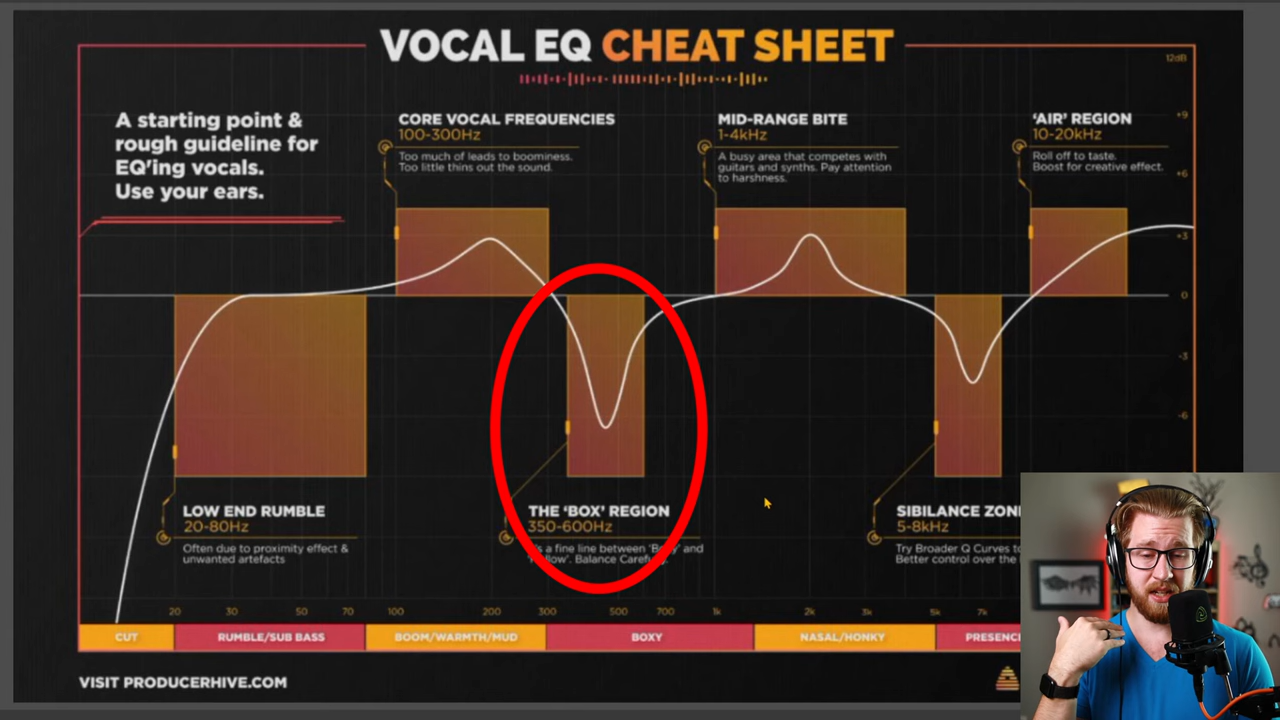 VOCAL EQ CHEAT SHEET
12dB
A starting point &
rough guideline for
EQ'ing vocals.
Use your ears.
CORE VOCAL FREQUENCIES
100-300Hz
Too much of leads to boominess.
Too little thins out the sound.
MID-RANGE BITE
1-4kHz
A busy area that competes with
guitars and synths. Pay attention
to harshness.
'AIR' REGION
10-20kHz
Roll off to taste.
Boost for creative effect.
+9
+6
+3
0
-3
-6
LOW END RUMBLE
20-80Hz
Often due to proximity effect &
unwanted artefacts
THE 'BOX' REGION
350-600Hz
a fine line between and
Balance
SIBILANCE ZON
5-8kHz
Try Broader Q Curves to
Better control over the
20 30 50 70 100 200 300 500 700 1k 2k 3k 5k 7k
CUT RUMBLE/SUB BASS BOOM/WARMTH/MUD BOXY NASAL/HONKY PRESENC
VISIT PRODUCERHIVE.COM